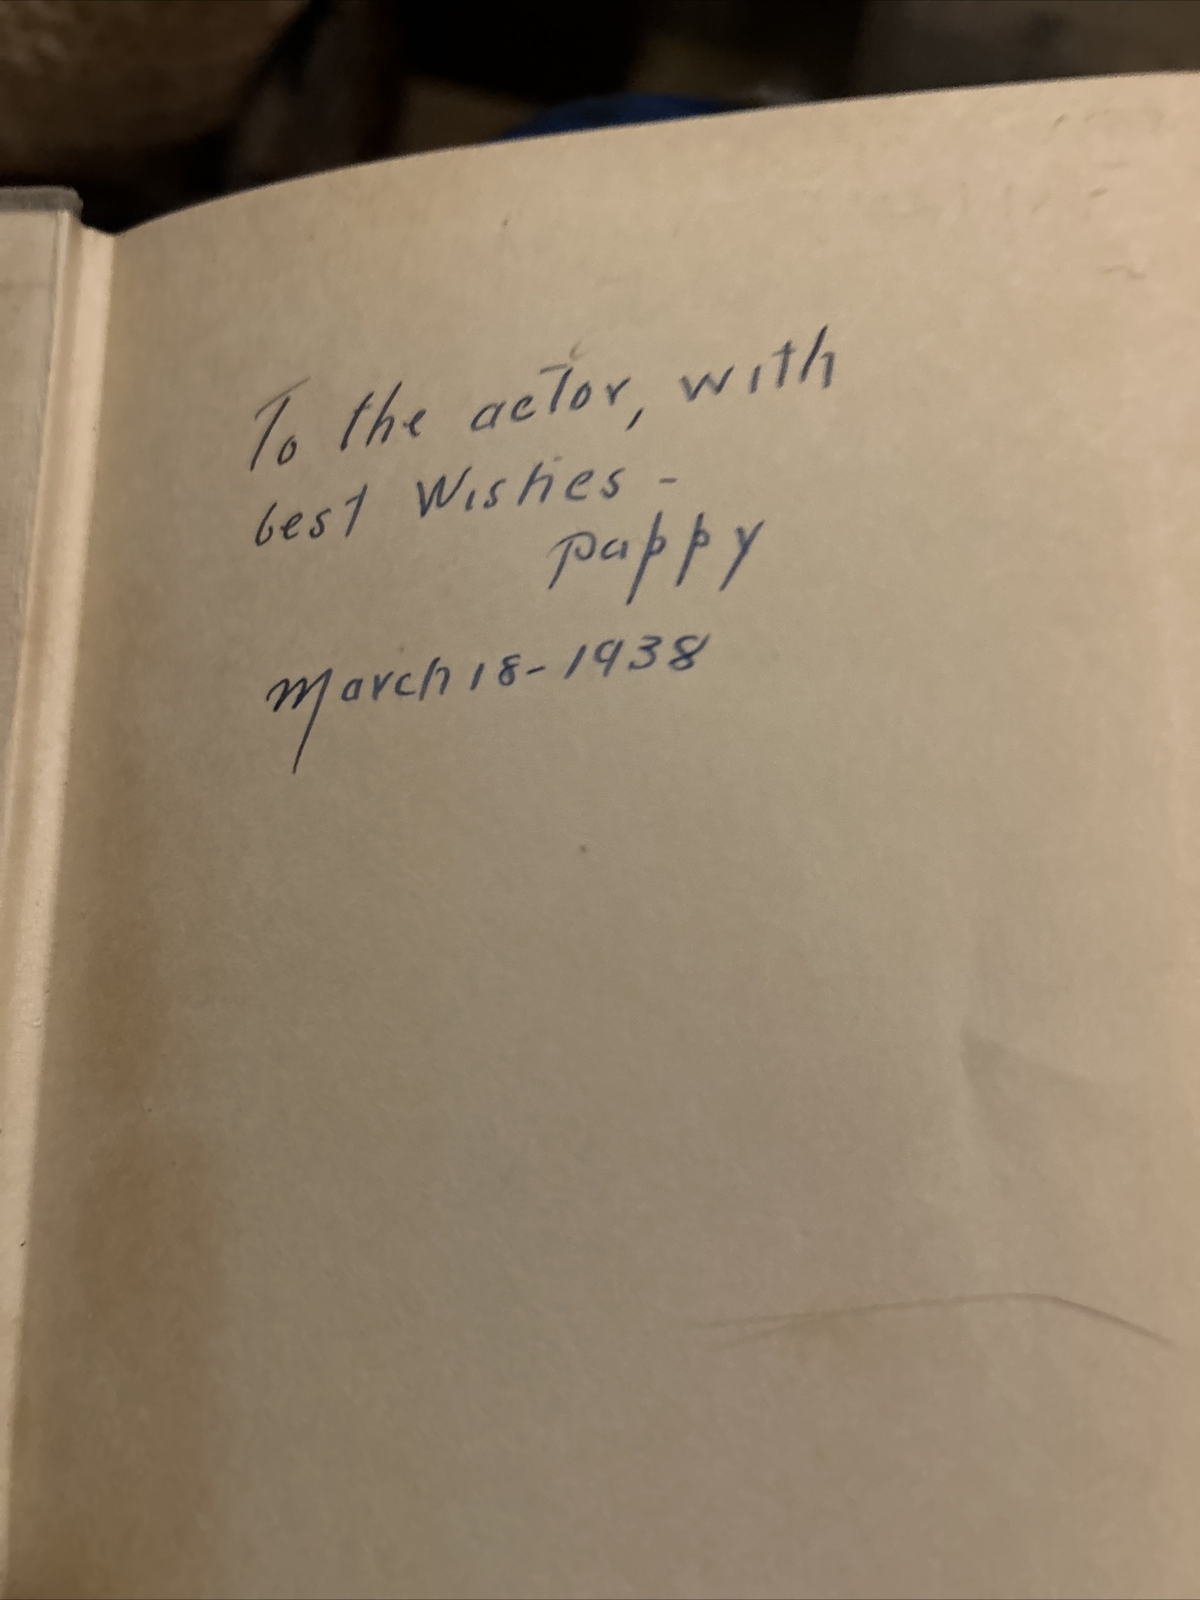 To the actor, with
best Wishes -
pappy
March 18-1938